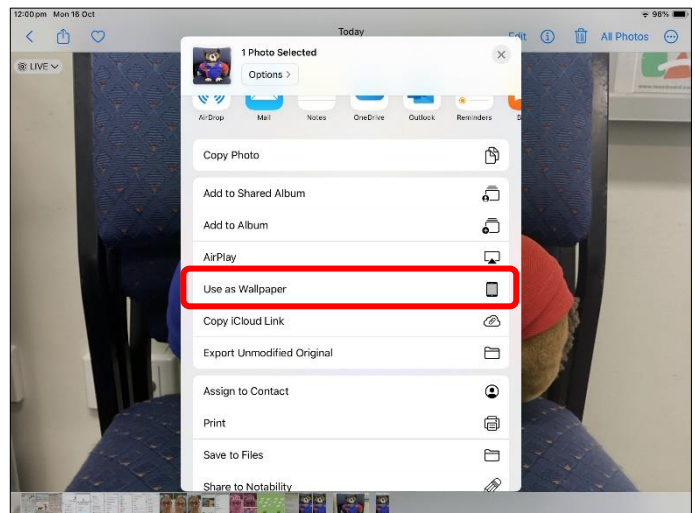 12:00 pm Mon 16 Oct
98%
Today
Edit
All Photos
LIVE
1 Photo Selected
Options >
AirDrop
Mail
Notes
OneDrive
Outlook
Reminders
Copy Photo
Add to Shared Album
Add to Album
AirPlay
Use as Wallpaper
Copy iCloud Link
Export Unmodified Original
Assign to Contact
Print
Save to Files
Share to Notability